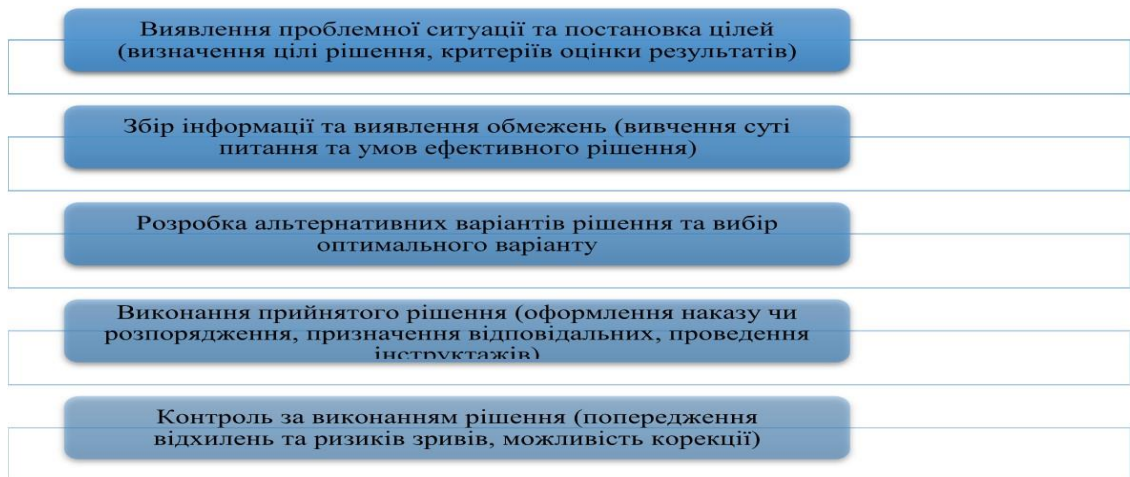 Виявлення проблемної ситуації та постановка цілей
(визначення цілі рішення, критеріїв оцінки результатів)
Збір інформації та виявлення обмежень (вивчення суті
питання та умов ефективного рішення)
Розробка альтернативних варіантів рішення та вибір
оптимального варіанту
Виконання прийнятого рішення (оформлення наказу чи
розпорядження, призначення відповідальних, проведення
інструктажів)
Контроль за виконанням рішення (попередження
відхилень та ризиків зривів, можливість корекції)